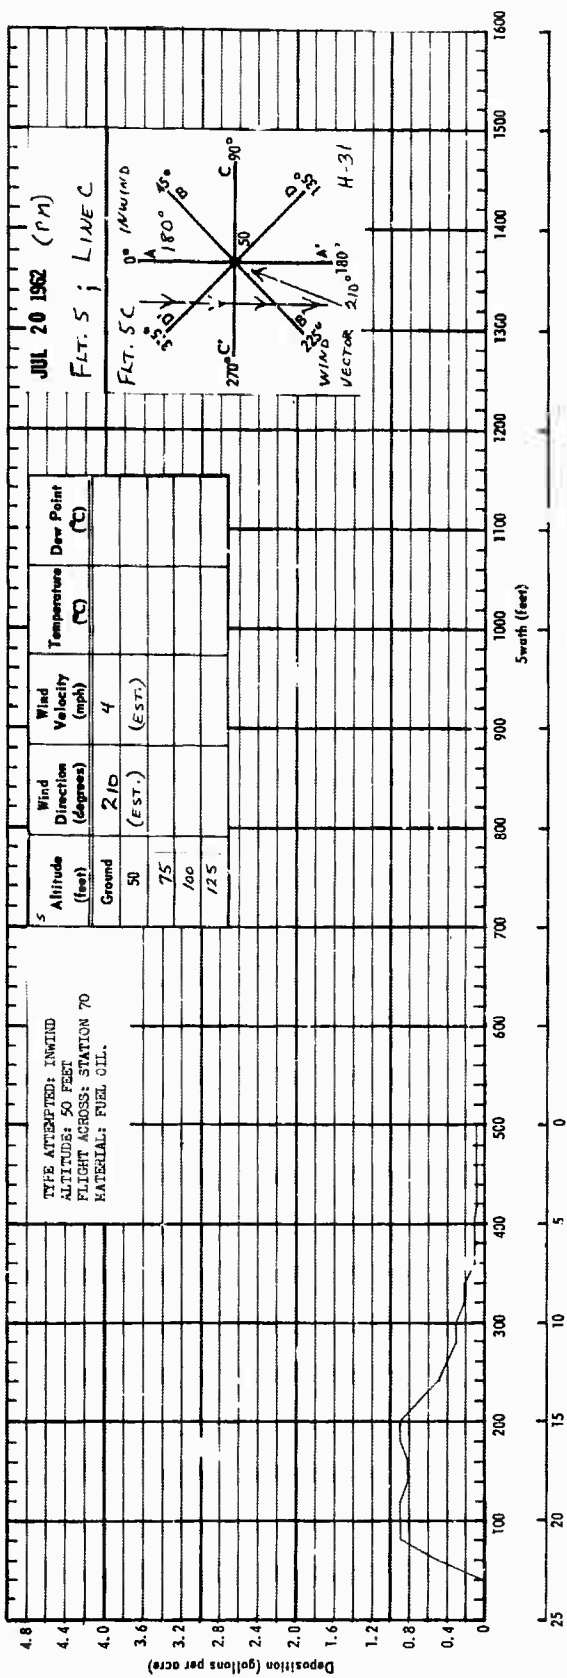 JUL 20 1962 (PM)
FLT. 5 ; LINE C
FLT. 5C
0° INWIND
A 180°
45°
B
C 90°
50
D
135°
H-31
A'
180°
210°
B'
225°
WIND
VECTOR
270° C'
315°
D'
TYPE ATTEMPTED: INWIND
ALTITUDE: 50 FEET
FLIGHT ACROSS: STATION 70
MATERIAL: FUEL OIL.
Altitude (feet) Wind Direction (degrees) Wind Velocity (mph) Temperature (°C) Dew Point (°C)
Ground 210 4
50 (EST.) (EST.)
75
100
125
Deposition (gallons per acre)
4.8
4.4
4.0
3.6
3.2
2.8
2.4
2.0
1.6
1.2
0.8
0.4
0
100 200 300 400 500 600 700 800 900 1000 1100 1200 1300 1400 1500 1600
Swath (feet)
25 20 15 10 5 0